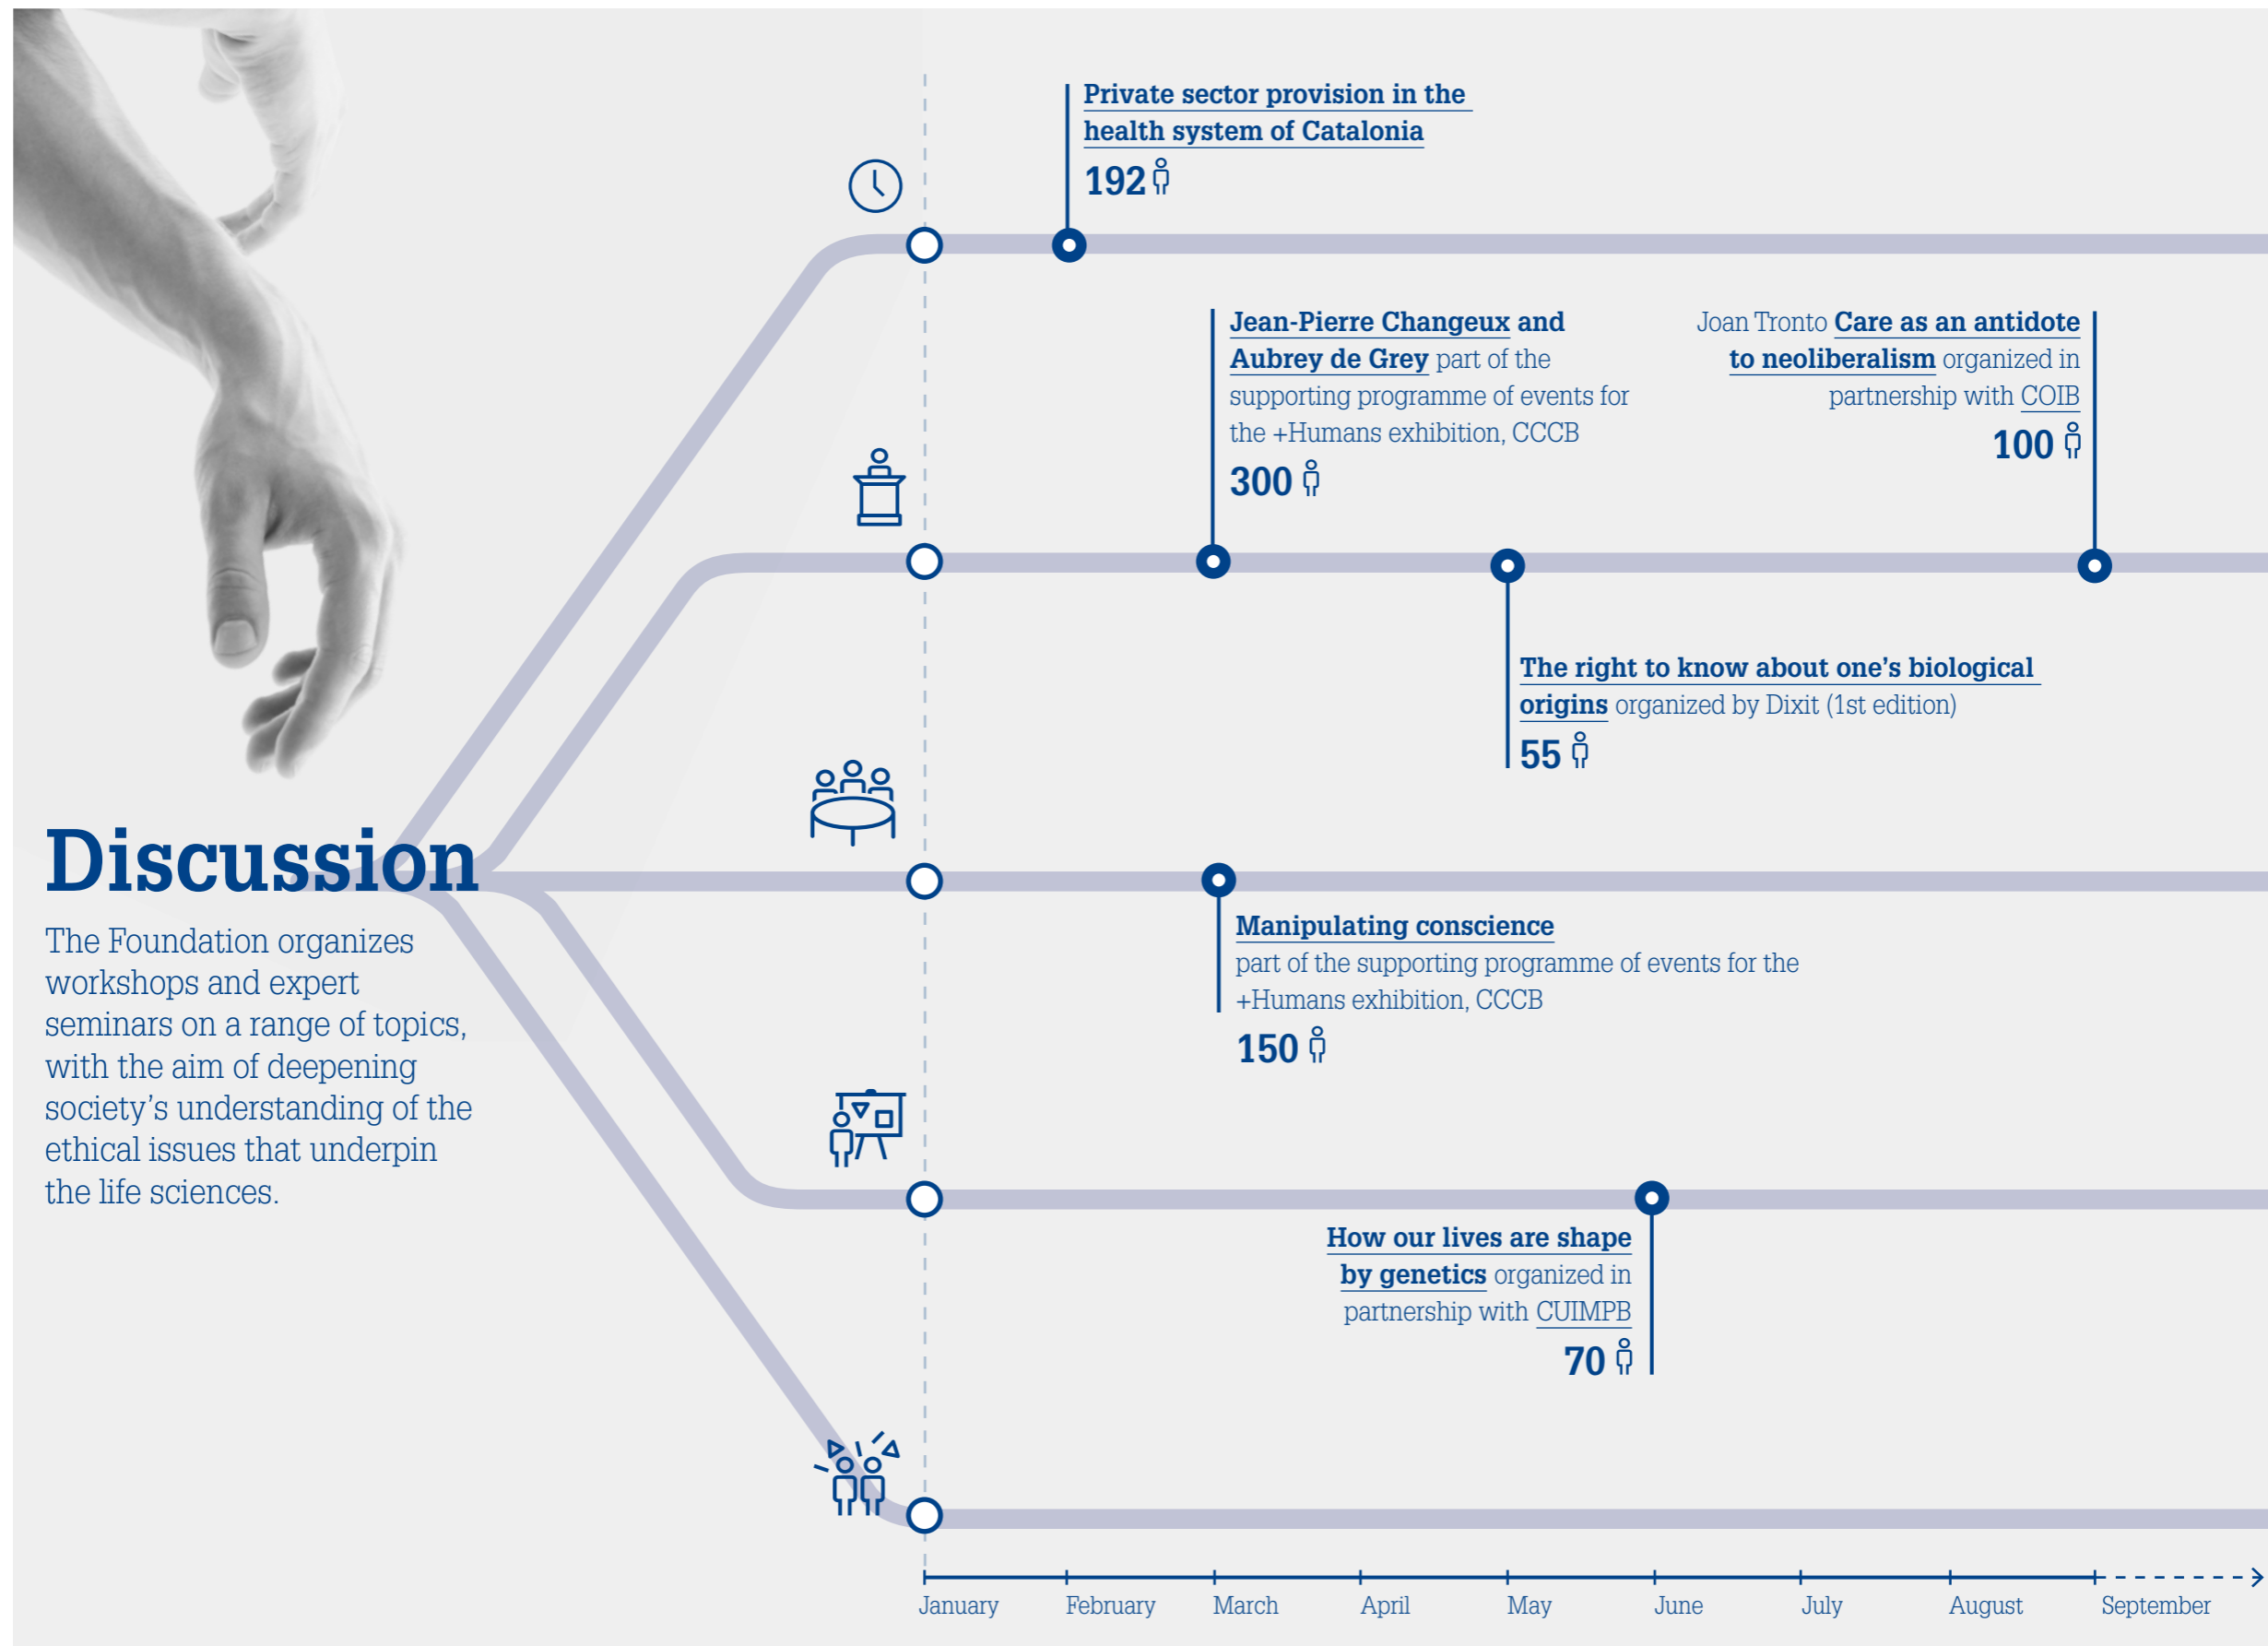 Private sector provision in the
health system of Catalonia
192
Jean-Pierre Changeux and
Aubrey de Grey part of the
supporting programme of events for
the +Humans exhibition, CCCB
300
Joan Tronto Care as an antidote
to neoliberalism organized in
partnership with COIB
100
The right to know about one’s biological
origins organized by Dixit (1st edition)
55
Discussion
The Foundation organizes
workshops and expert
seminars on a range of topics,
with the aim of deepening
society’s understanding of the
ethical issues that underpin
the life sciences.
Manipulating conscience
part of the supporting programme of events for the
+Humans exhibition, CCCB
150
How our lives are shape
by genetics organized in
partnership with CUIMPB
70
January February March April May June July August September